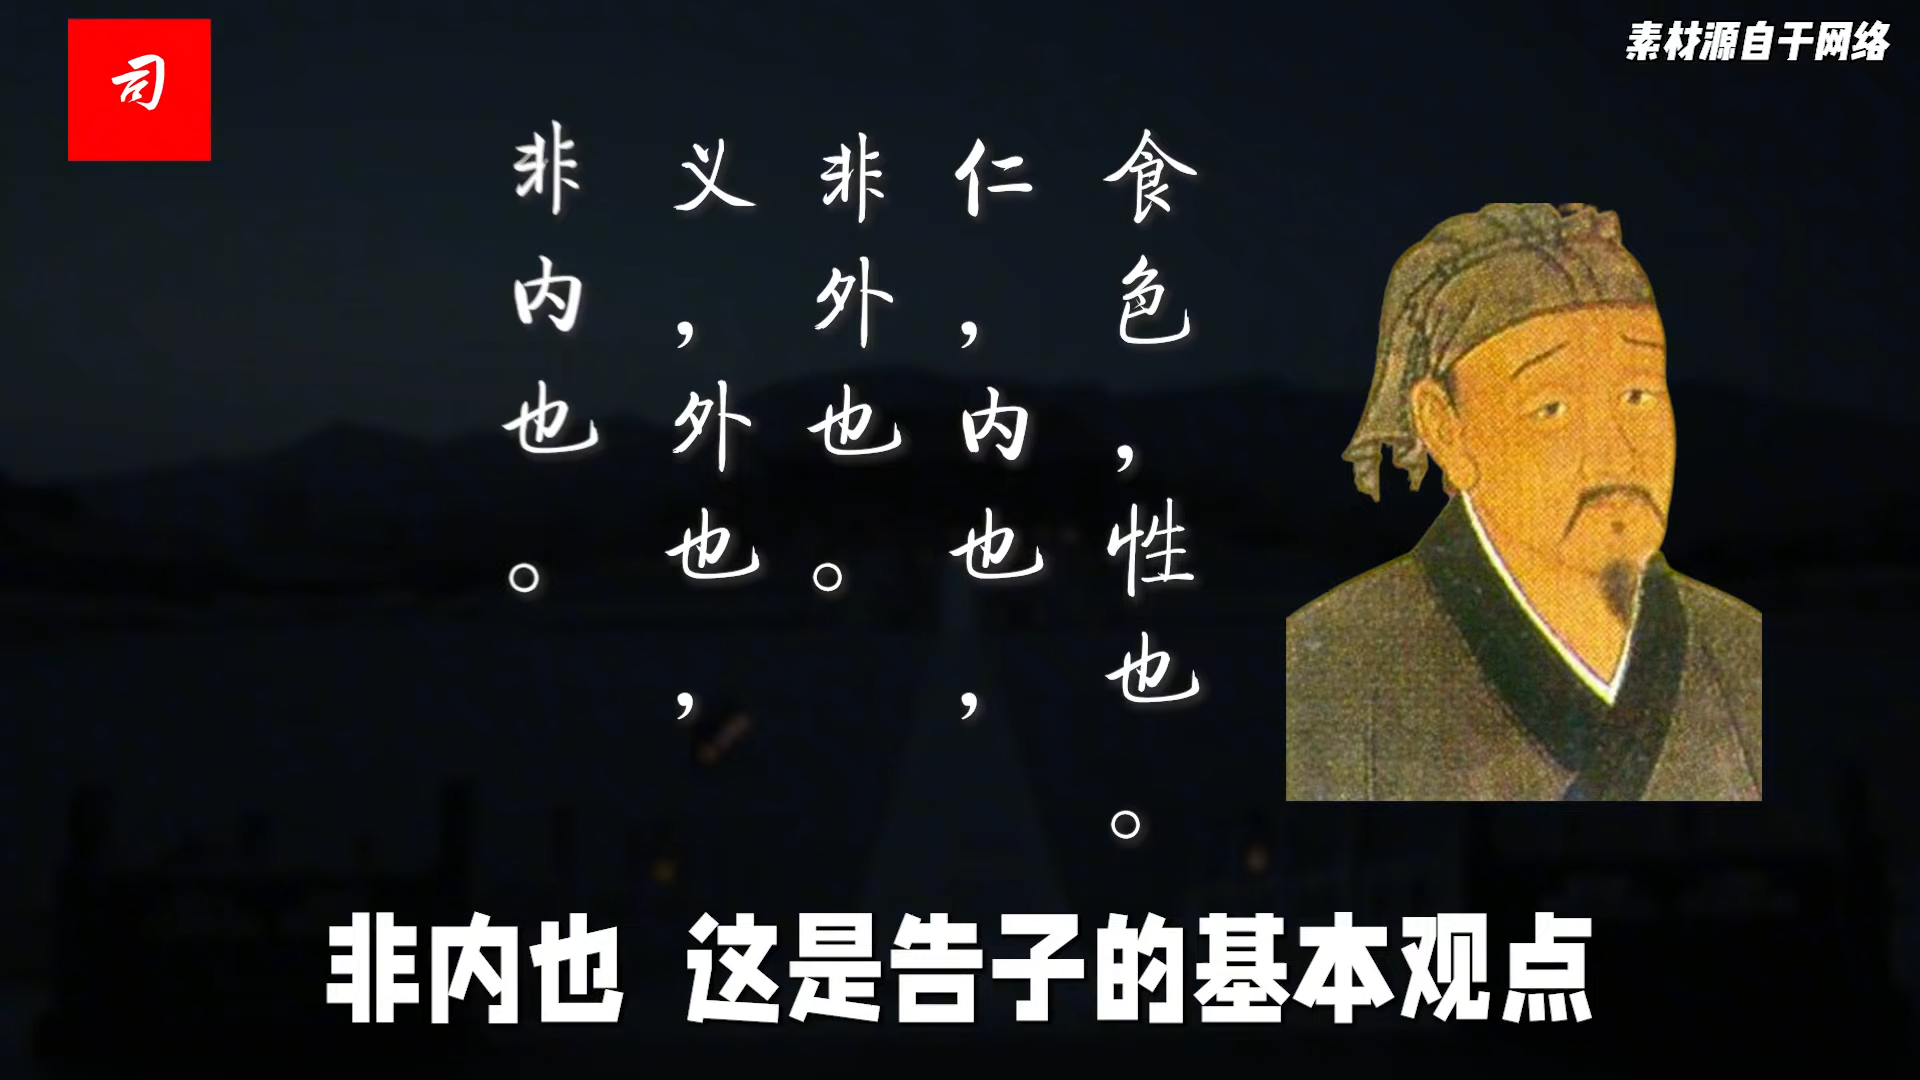 司
素材源自于网络
食色，性也。
仁，内也，
非外也。
义，外也，
非内也。
非内也 这是告子的基本观点